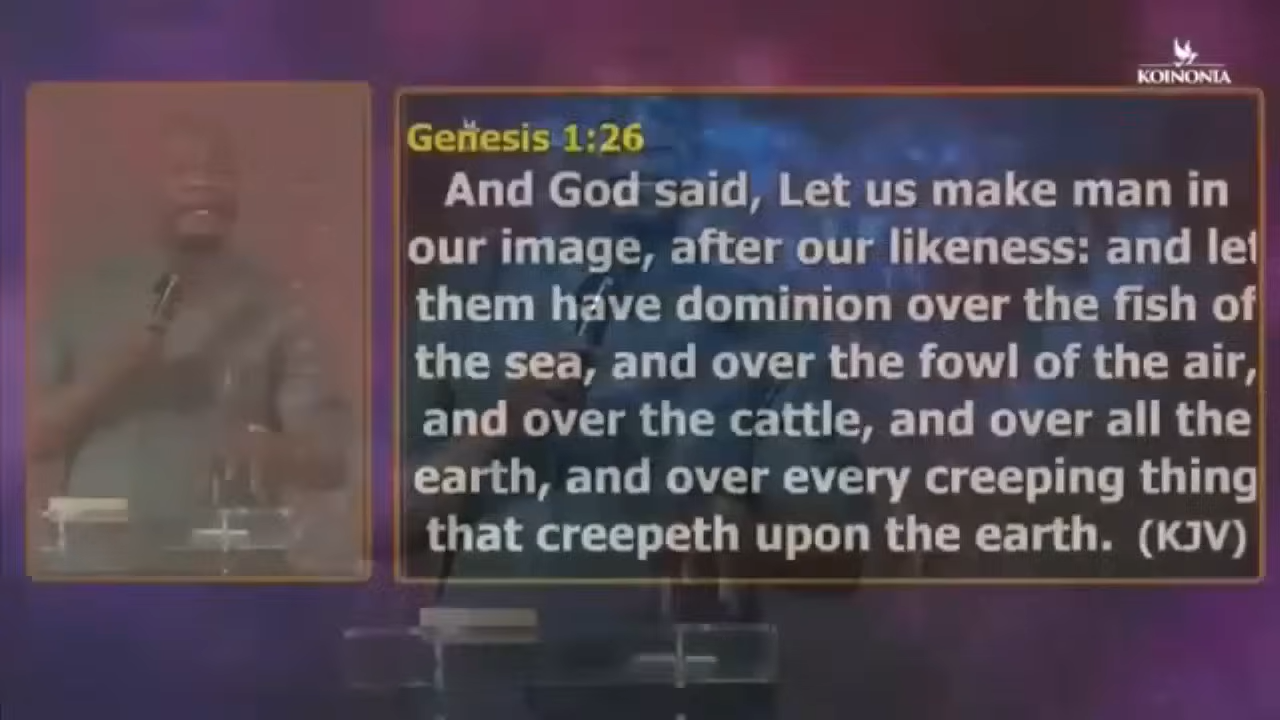 KOINONIA
Genesis 1:26
And God said, Let us make man in
our image, after our likeness: and let
them have dominion over the fish of
the sea, and over the fowl of the air,
and over the cattle, and over all the
earth, and over every creeping thing
that creepeth upon the earth. (KJV)